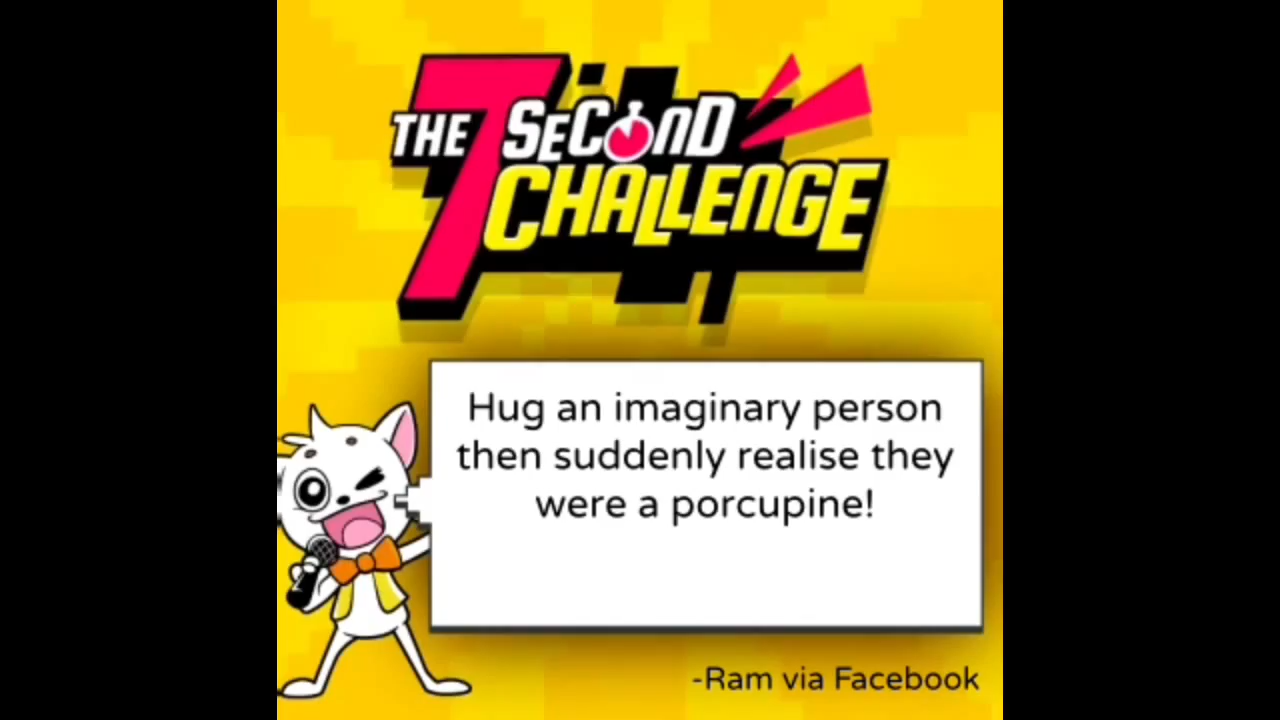 THE 7 SECOND
CHALLENGE
Hug an imaginary person
then suddenly realise they
were a porcupine!
-Ram via Facebook